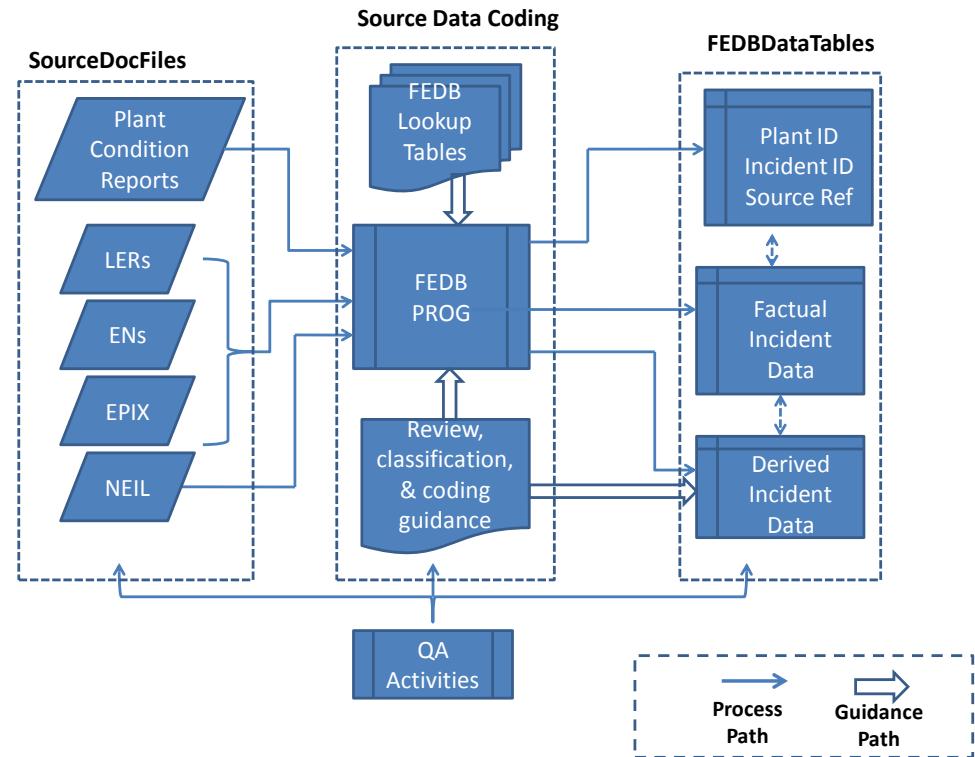 Source Data Coding
SourceDocFiles
FEDBDataTables
Plant
Condition
Reports
LERs
ENs
EPIX
NEIL
FEDB
Lookup
Tables
FEDB
PROG
Review,
classification,
& coding
guidance
Plant ID
Incident ID
Source Ref
Factual
Incident
Data
Derived
Incident
Data
QA
Activities
Process
Path
Guidance
Path